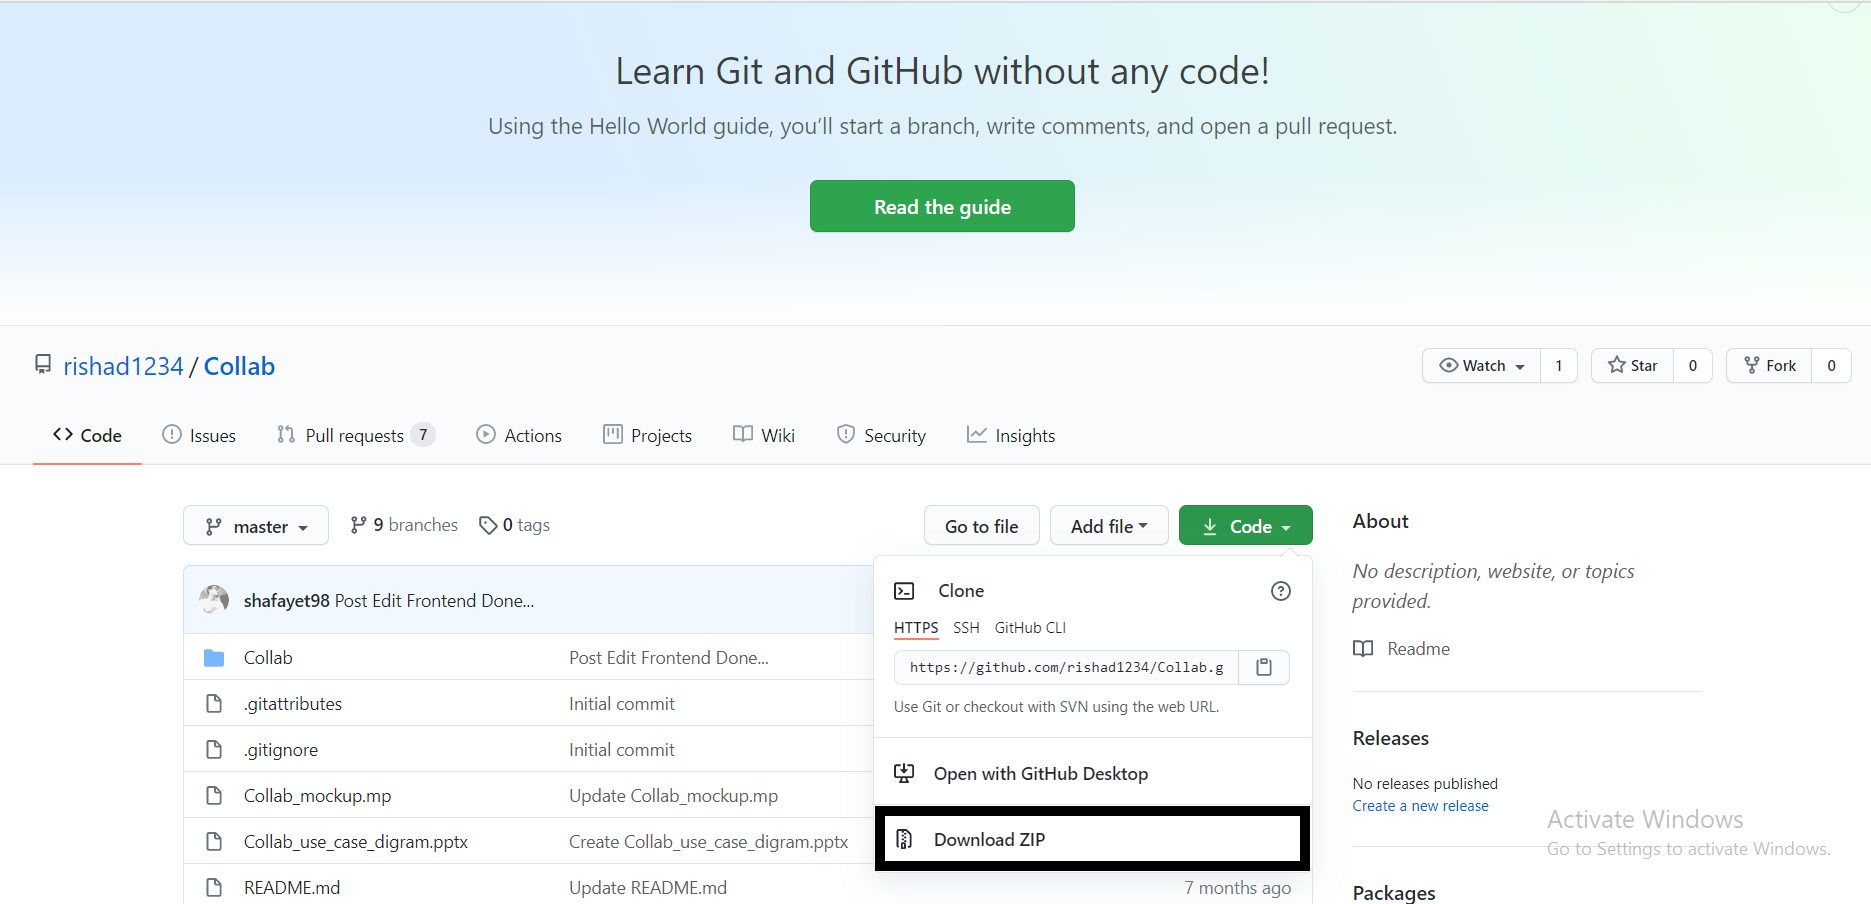 Learn Git and GitHub without any code!
Using the Hello World guide, you’ll start a branch, write comments, and open a pull request.
Read the guide
rishad1234 / Collab
Watch 1 Star 0 Fork 0
Code Issues Pull requests 7 Actions Projects Wiki Security Insights
master 9 branches 0 tags Go to file Add file Code
shafayet98 Post Edit Frontend Done...
Collab Post Edit Frontend Done...
.gitattributes Initial commit
.gitignore Initial commit
Collab_mockup.mp Update Collab_mockup.mp
Collab_use_case_digram.pptx Create Collab_use_case_digram.pptx
README.md Update README.md 7 months ago
Clone
HTTPS SSH GitHub CLI
https://github.com/rishad1234/Collab.g
Use Git or checkout with SVN using the web URL.
Open with GitHub Desktop
Download ZIP
About
No description, website, or topics
provided.
Readme
Releases
No releases published
Create a new release
Activate Windows
Go to Settings to activate Windows.
Packages